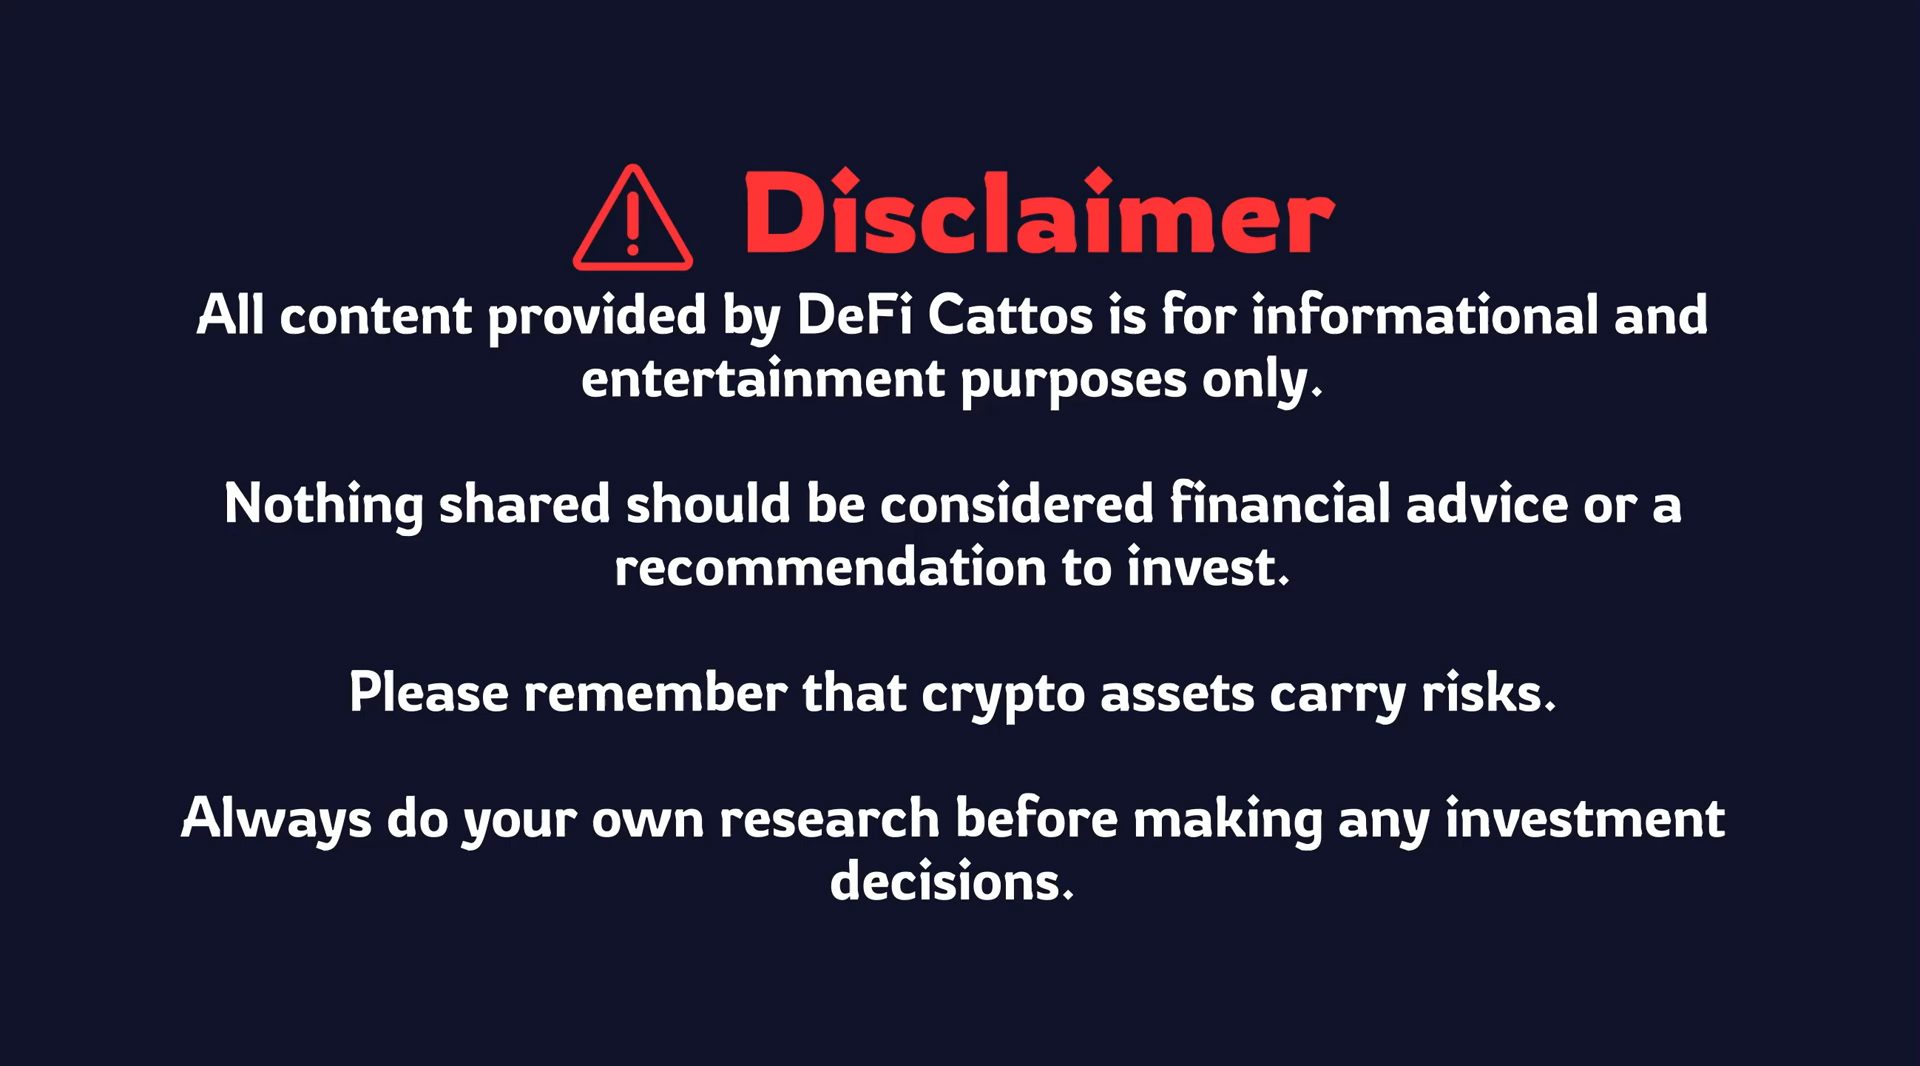 Disclaimer
All content provided by DeFi Cattos is for informational and
entertainment purposes only.
Nothing shared should be considered financial advice or a
recommendation to invest.
Please remember that crypto assets carry risks.
Always do your own research before making any investment
decisions.